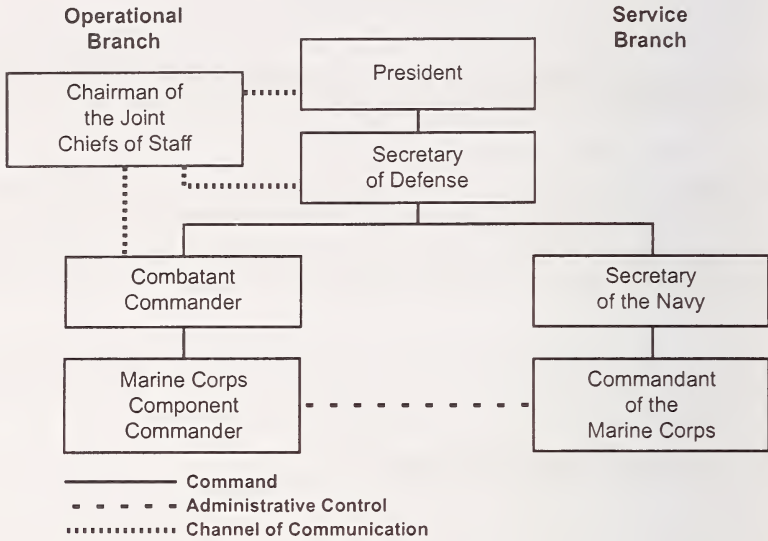 Operational
Branch
Service
Branch
President
Chairman of
the Joint
Chiefs of Staff
Secretary
of Defense
Combatant
Commander
Secretary
of the Navy
Marine Corps
Component
Commander
Commandant
of the
Marine Corps
Command
Administrative Control
Channel of Communication